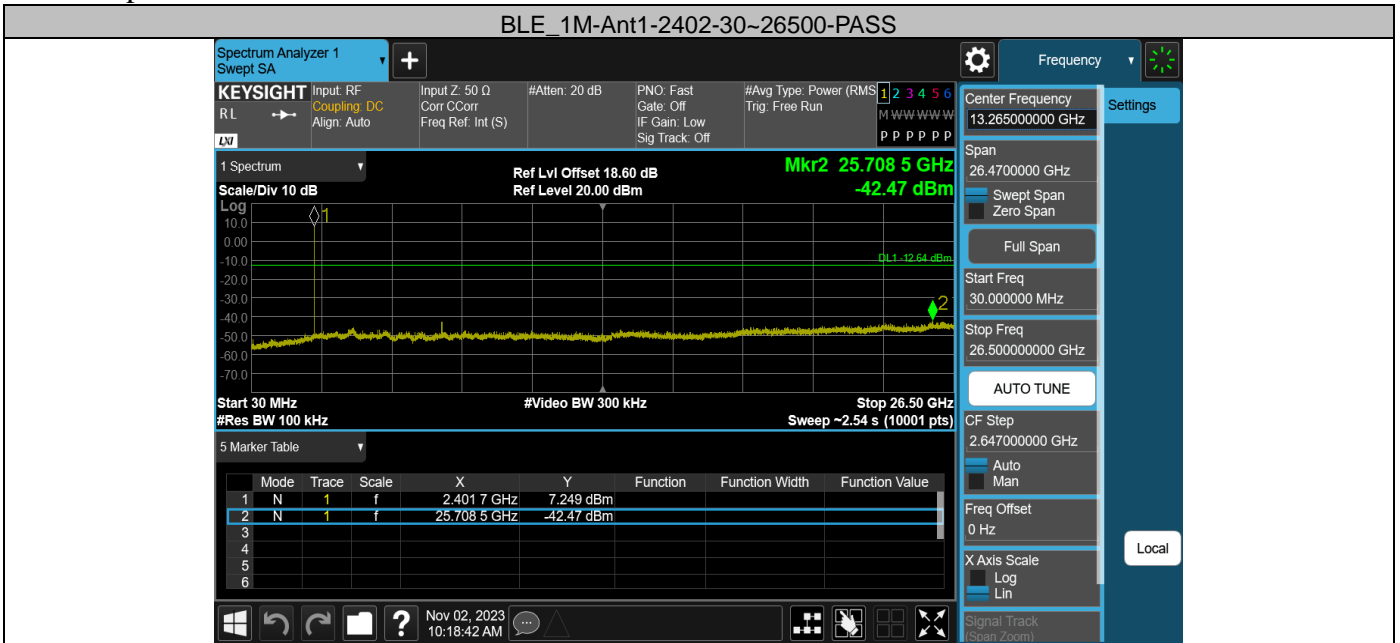 BLE_1M-Ant1-2402-30~26500-PASS
Spectrum Analyzer 1
Swept SA
Frequency
KEYSIGHT
RL
LXI
Input: RF
Coupling: DC
Align: Auto
Input Z: 50 Ω
Corr CCorr
Freq Ref: Int (S)
#Atten: 20 dB
PNO: Fast
Gate: Off
IF Gain: Low
Sig Track: Off
#Avg Type: Power (RMS
Trig: Free Run
1 2 3 4 5 6
M W W W W W
P P P P P P
Center Frequency
13.265000000 GHz
Settings
Span
26.4700000 GHz
Swept Span
Zero Span
Full Span
Start Freq
30.000000 MHz
Stop Freq
26.500000000 GHz
AUTO TUNE
CF Step
2.647000000 GHz
Auto
Man
Freq Offset
0 Hz
X Axis Scale
Log
Lin
Signal Track
(Span Zoom)
Local
1 Spectrum
Scale/Div 10 dB
Ref Lvl Offset 18.60 dB
Ref Level 20.00 dBm
Mkr2 25.708 5 GHz
-42.47 dBm
Log
10.0
0.00
-10.0
-20.0
-30.0
-40.0
-50.0
-60.0
-70.0
1
DL1 -12.64 dBm
2
Start 30 MHz
#Video BW 300 kHz
Stop 26.50 GHz
#Res BW 100 kHz
Sweep ~2.54 s (10001 pts)
5 Marker Table
Mode Trace Scale X Y Function Function Width Function Value
1 N 1 f 2.401 7 GHz 7.249 dBm
2 N 1 f 25.708 5 GHz -42.47 dBm
3
4
5
6
?
Nov 02, 2023
10:18:42 AM